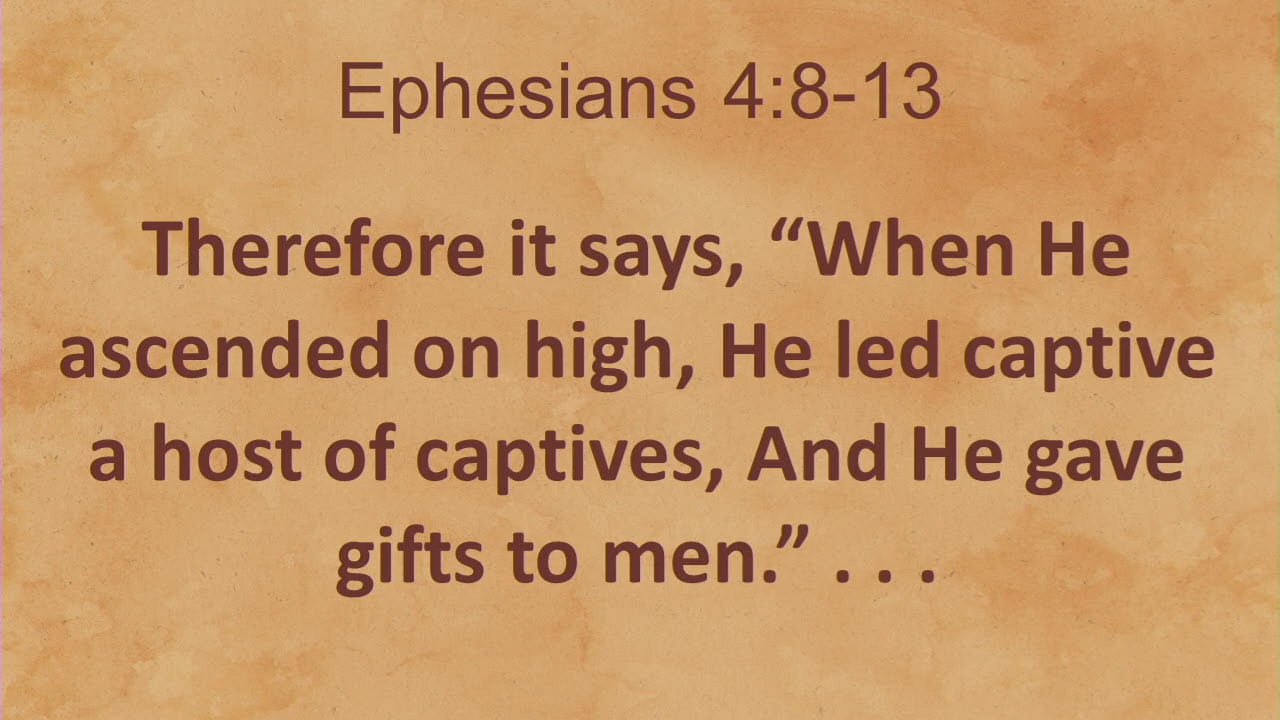 Ephesians 4:8-13
Therefore it says, “When He
ascended on high, He led captive
a host of captives, And He gave
gifts to men.” . . .